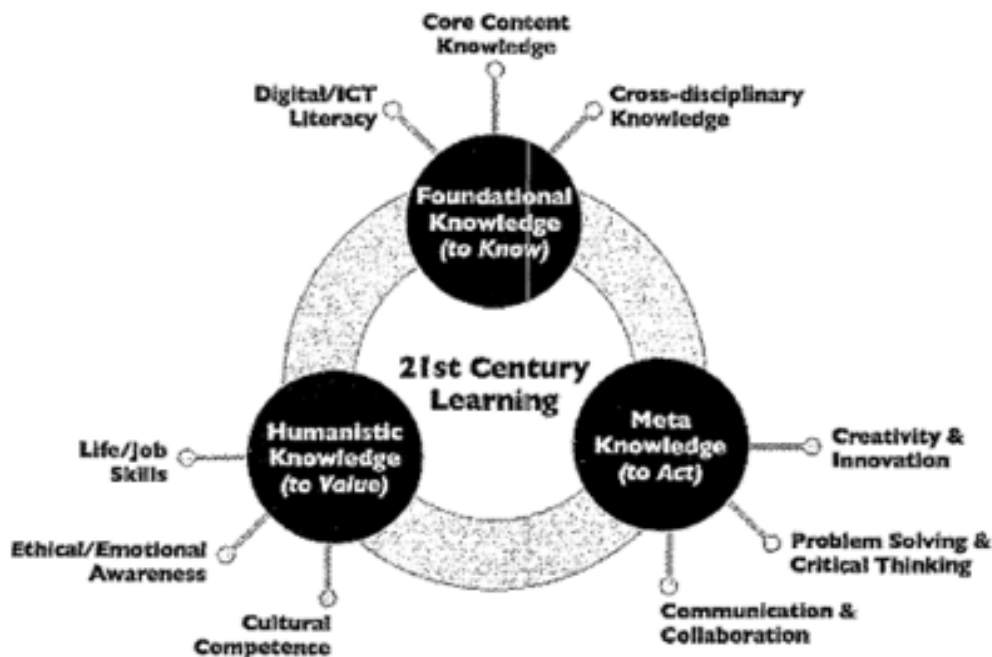 Core Content
Knowledge
Digital/ICT
Literacy
Cross-disciplinary
Knowledge
Foundational
Knowledge
(to Know)
21st Century
Learning
Humanistic
Knowledge
(to Value)
Meta
Knowledge
(to Act)
Life/Job
Skills
Ethical/Emotional
Awareness
Cultural
Competence
Creativity &
Innovation
Problem Solving &
Critical Thinking
Communication &
Collaboration